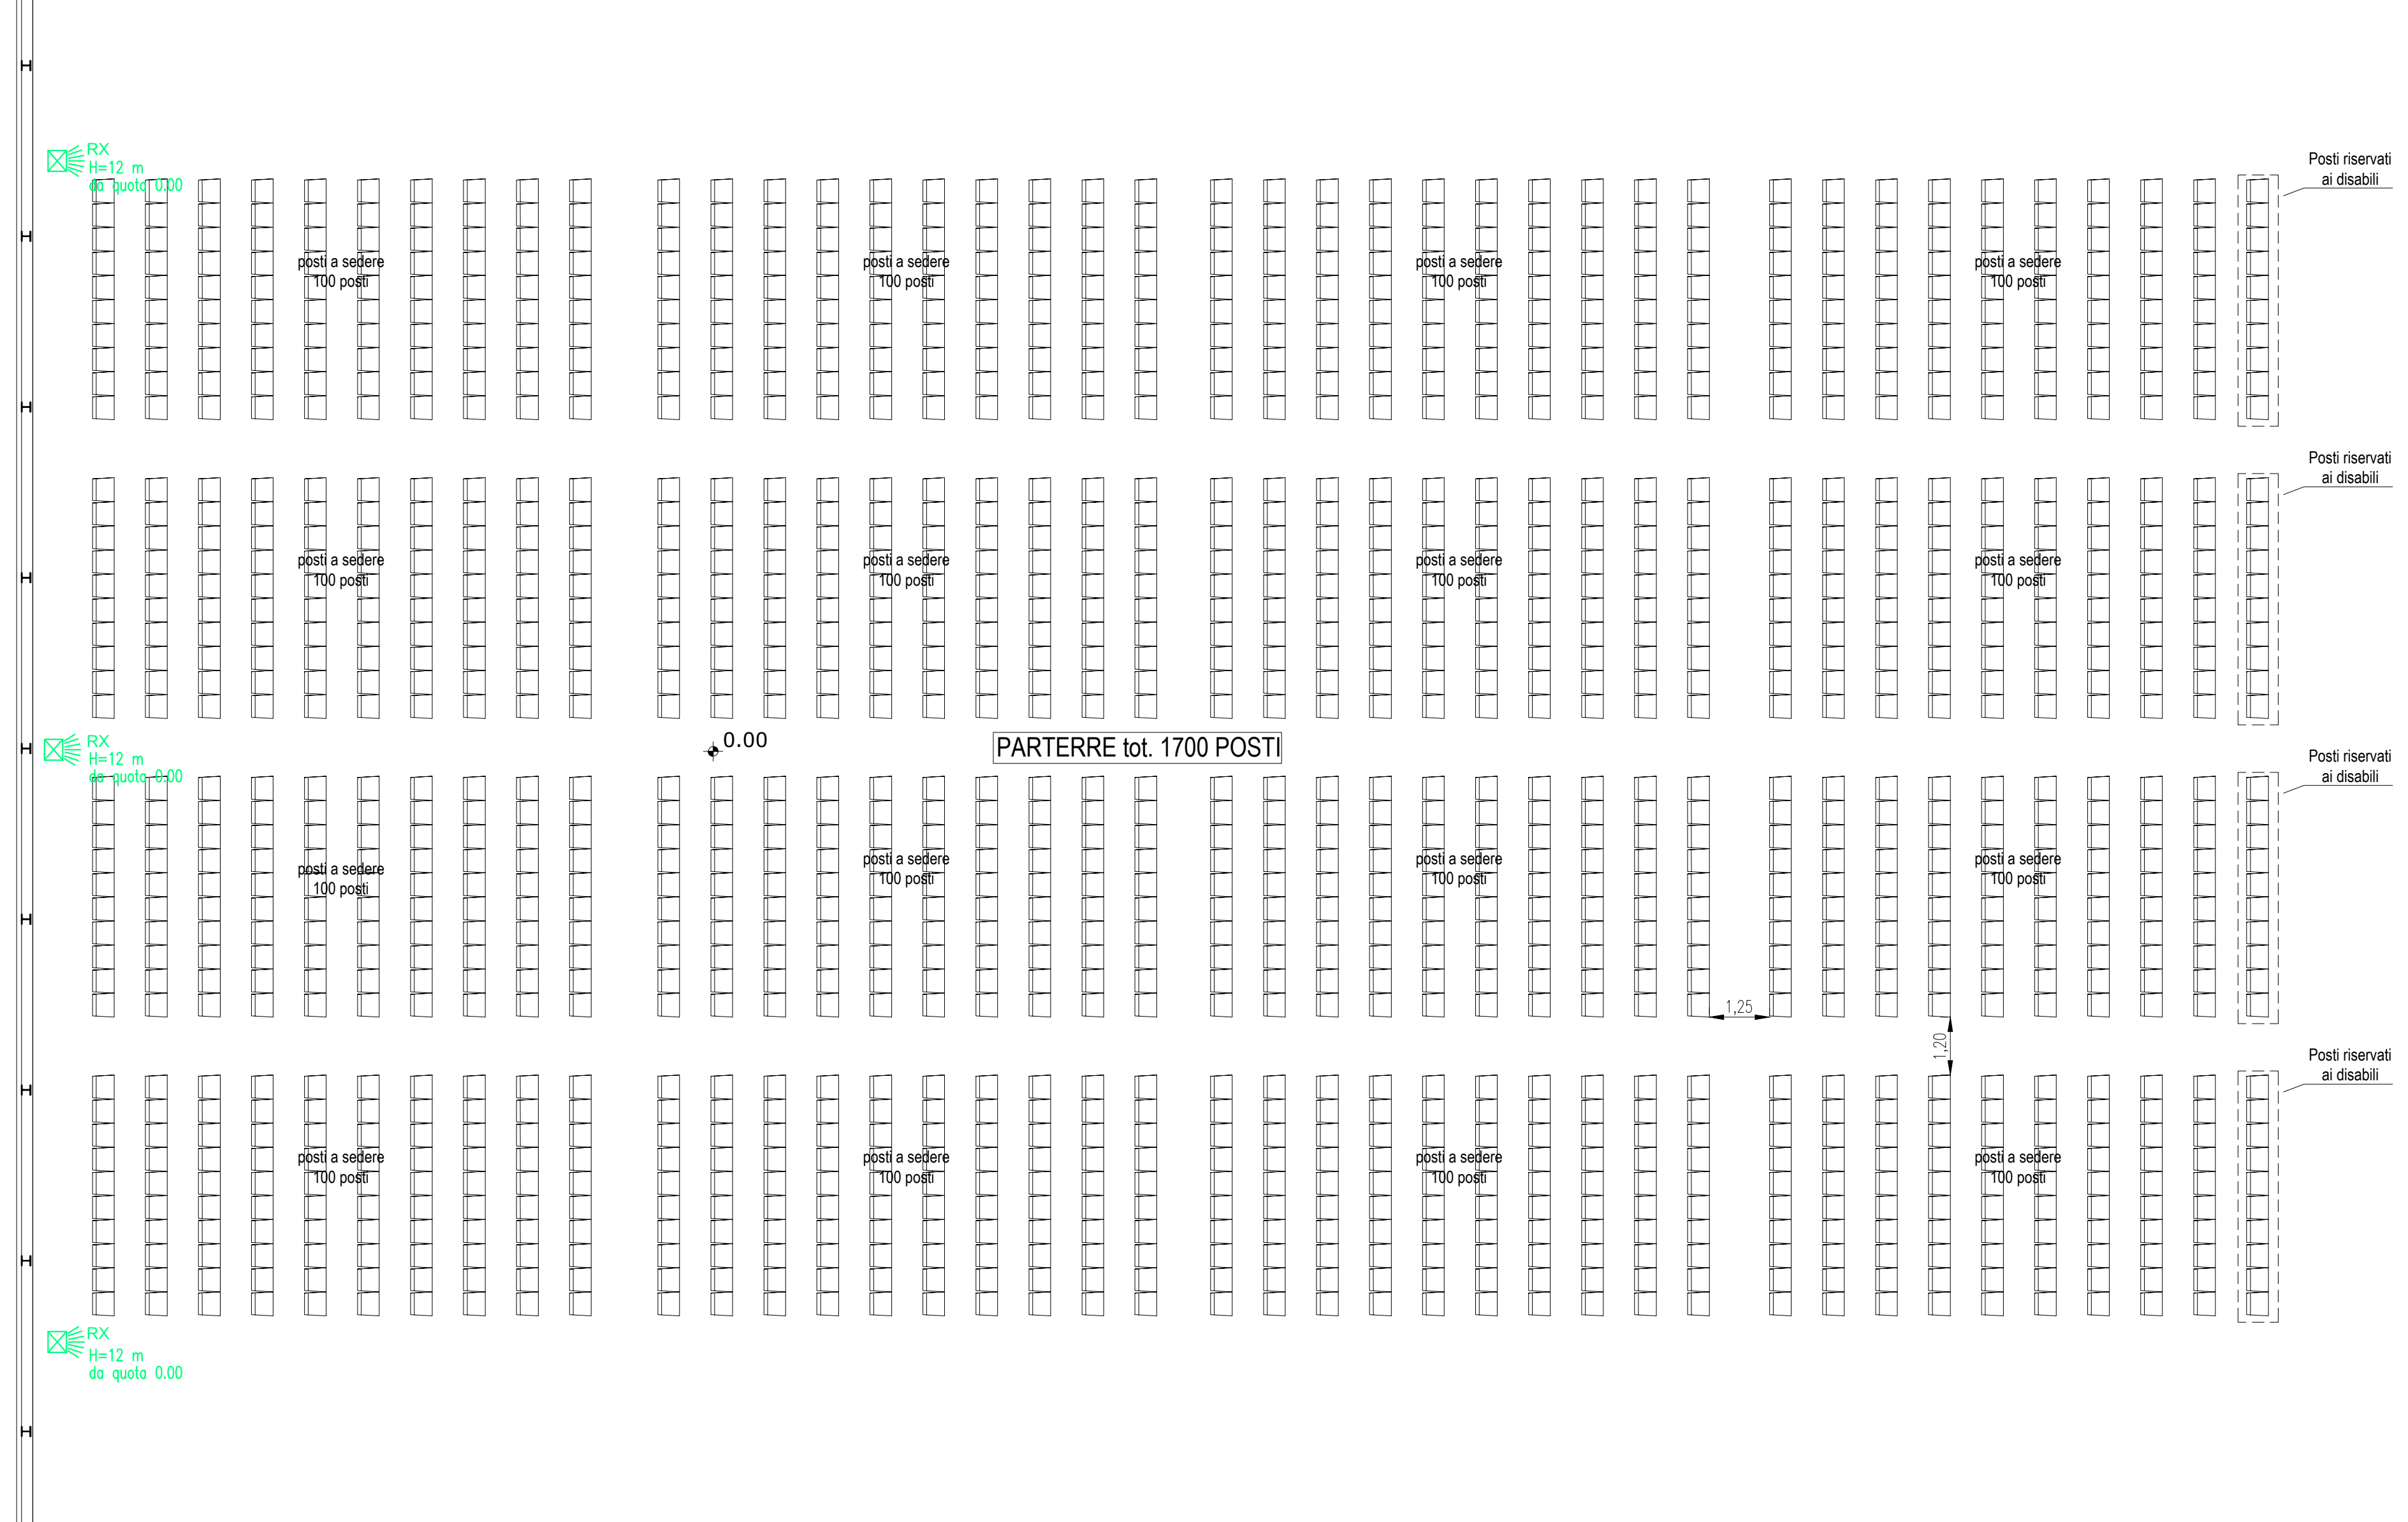 RX
H=12 m
da quota 0.00
Posti riservati
ai disabili
posti a sedere
100 posti
posti a sedere
100 posti
posti a sedere
100 posti
posti a sedere
100 posti
Posti riservati
ai disabili
posti a sedere
100 posti
posti a sedere
100 posti
posti a sedere
100 posti
posti a sedere
100 posti
RX
H=12 m
da quota 0.00
0.00
PARTERRE tot. 1700 POSTI
Posti riservati
ai disabili
posti a sedere
100 posti
posti a sedere
100 posti
posti a sedere
100 posti
posti a sedere
100 posti
1,25
1,20
Posti riservati
ai disabili
posti a sedere
100 posti
posti a sedere
100 posti
posti a sedere
100 posti
posti a sedere
100 posti
RX
H=12 m
da quota 0.00